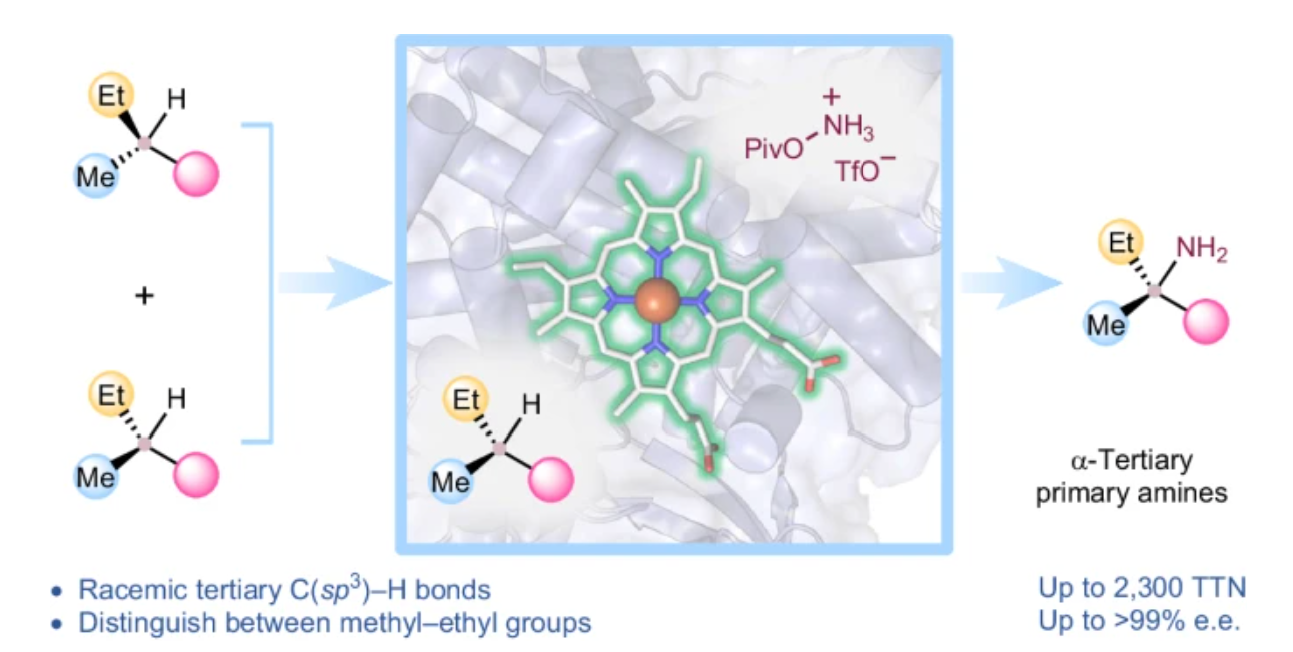 Et H
Me
+
Et H
Me
+
PivO NH3
TfO−
Et H
Me
Et NH2
Me
α-Tertiary
primary amines
• Racemic tertiary C(sp3)–H bonds
• Distinguish between methyl–ethyl groups
Up to 2,300 TTN
Up to >99% e.e.